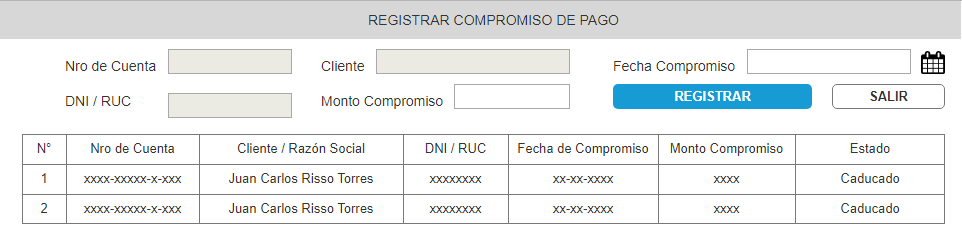 REGISTRAR COMPROMISO DE PAGO
Nro de Cuenta Cliente Fecha Compromiso
DNI / RUC Monto Compromiso REGISTRAR SALIR
N° Nro de Cuenta Cliente / Razón Social DNI / RUC Fecha de Compromiso Monto Compromiso Estado
1 xxxx-xxxxx-x-xxx Juan Carlos Risso Torres xxxxxxxx xx-xx-xxxx xxxx Caducado
2 xxxx-xxxxx-x-xxx Juan Carlos Risso Torres xxxxxxxx xx-xx-xxxx xxxx Caducado